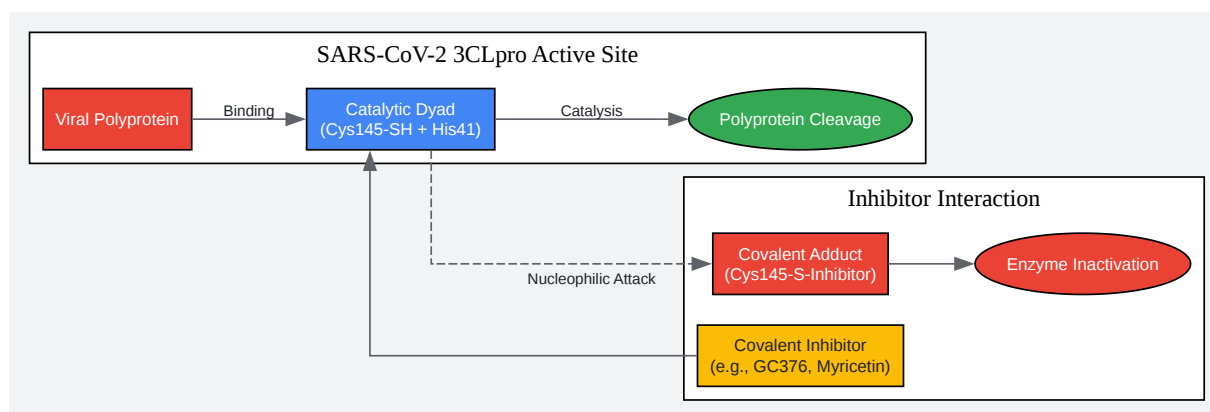 SARS-CoV-2 3CLpro Active Site
Viral Polyprotein
Binding
Catalytic Dyad
(Cys145-SH + His41)
Catalysis
Polyprotein Cleavage
Inhibitor Interaction
Nucleophilic Attack
Covalent Adduct
(Cys145-S-Inhibitor)
Enzyme Inactivation
Covalent Inhibitor
(e.g., GC376, Myricetin)